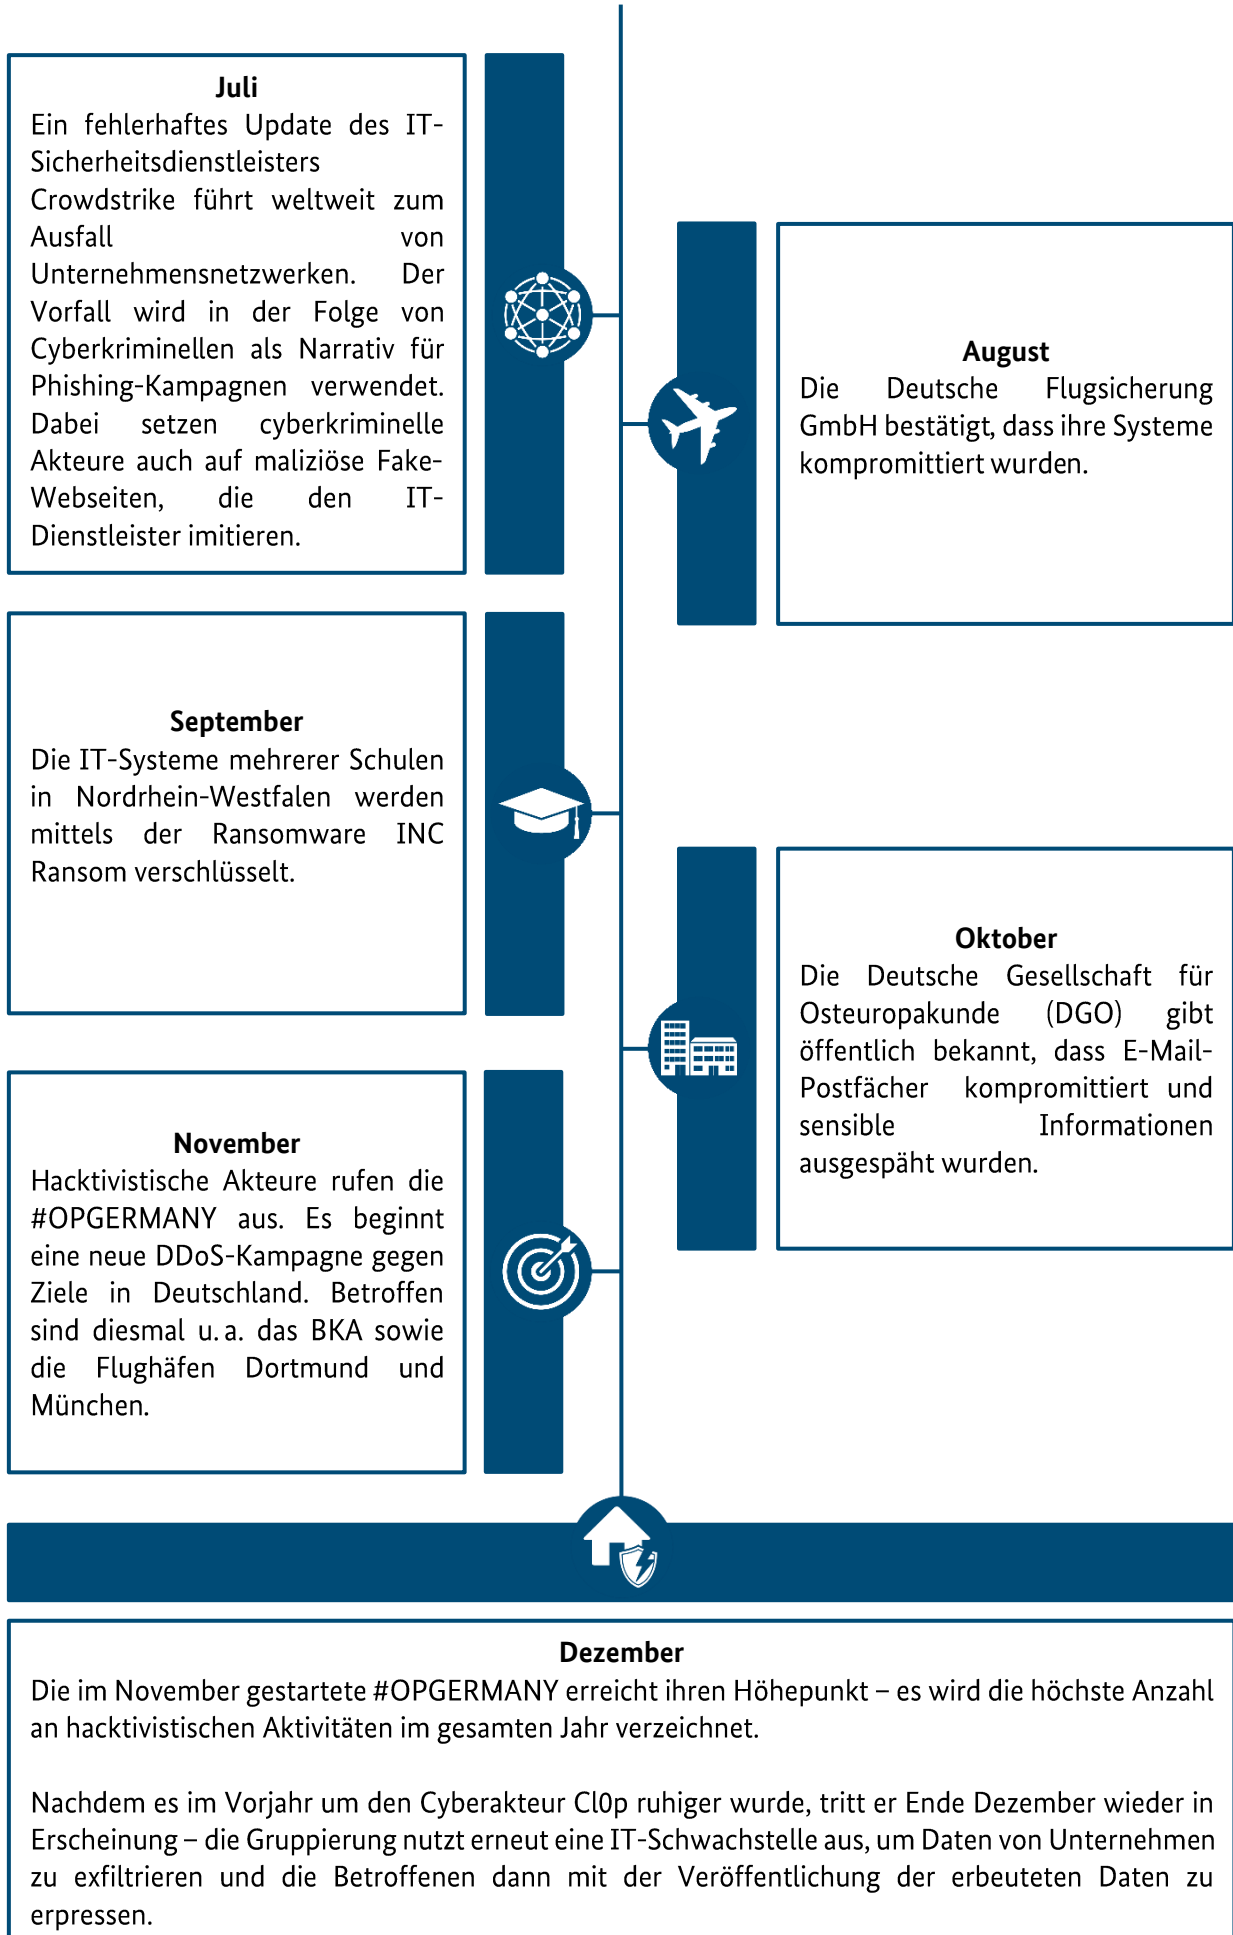 Juli
Ein fehlerhaftes Update des IT-
Sicherheitsdienstleisters
Crowdstrike führt weltweit zum
Ausfall von
Unternehmensnetzwerken. Der
Vorfall wird in der Folge von
Cyberkriminellen als Narrativ für
Phishing-Kampagnen verwendet.
Dabei setzen cyberkriminelle
Akteure auch auf maliziöse Fake-
Webseiten, die den IT-
Dienstleister imitieren.
August
Die Deutsche Flugsicherung
GmbH bestätigt, dass ihre Systeme
kompromittiert wurden.
September
Die IT-Systeme mehrerer Schulen
in Nordrhein-Westfalen werden
mittels der Ransomware INC
Ransom verschlüsselt.
Oktober
Die Deutsche Gesellschaft für
Osteuropakunde (DGO) gibt
öffentlich bekannt, dass E-Mail-
Postfächer kompromittiert und
sensible Informationen
ausgespäht wurden.
November
Hacktivistische Akteure rufen die
#OPGERMANY aus. Es beginnt
eine neue DDoS-Kampagne gegen
Ziele in Deutschland. Betroffen
sind diesmal u. a. das BKA sowie
die Flughäfen Dortmund und
München.
Dezember
Die im November gestartete #OPGERMANY erreicht ihren Höhepunkt – es wird die höchste Anzahl
an hacktivistischen Aktivitäten im gesamten Jahr verzeichnet.
Nachdem es im Vorjahr um den Cyberakteur Cl0p ruhiger wurde, tritt er Ende Dezember wieder in
Erscheinung – die Gruppierung nutzt erneut eine IT-Schwachstelle aus, um Daten von Unternehmen
zu exfiltrieren und die Betroffenen dann mit der Veröffentlichung der erbeuteten Daten zu
erpressen.